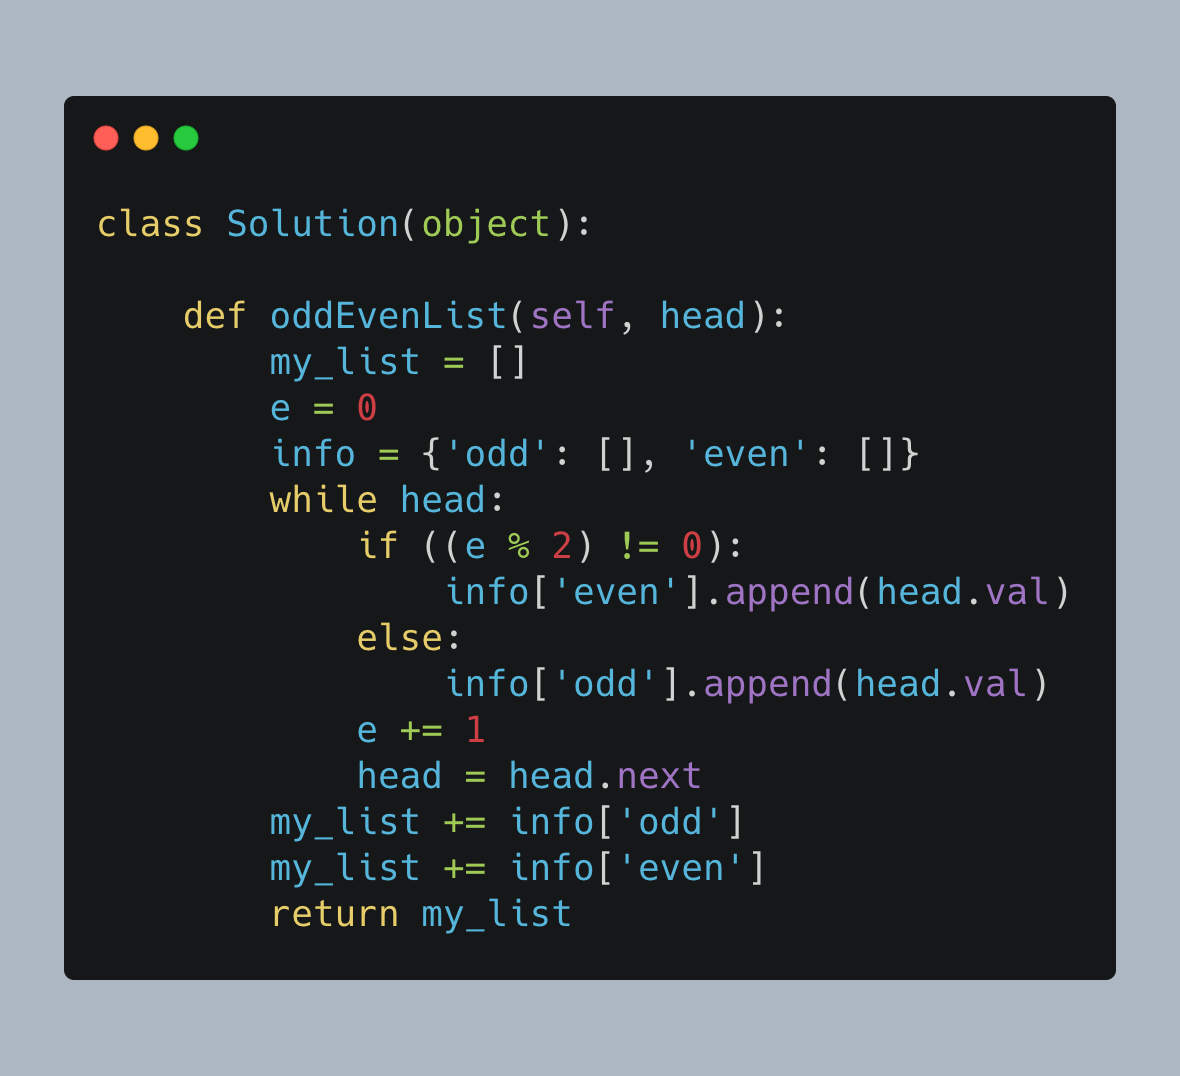 class Solution(object):

    def oddEvenList(self, head):
        my_list = []
        e = 0
        info = {'odd': [], 'even': []}
        while head:
            if ((e % 2) != 0):
                info['even'].append(head.val)
            else:
                info['odd'].append(head.val)
            e += 1
            head = head.next
        my_list += info['odd']
        my_list += info['even']
        return my_list